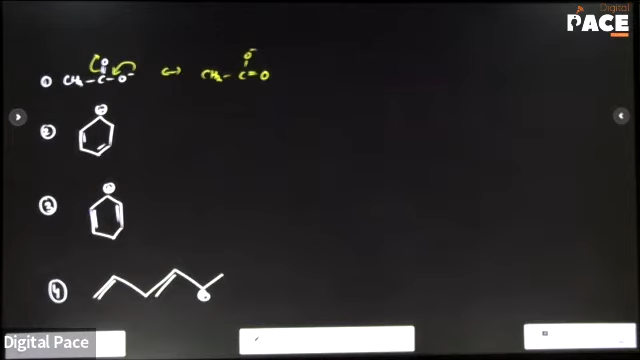 Digital
PACE
O O⁻
① CH₃ – C – O⁻ ↔ CH₃ – C = O
②
③
④
Digital Pace